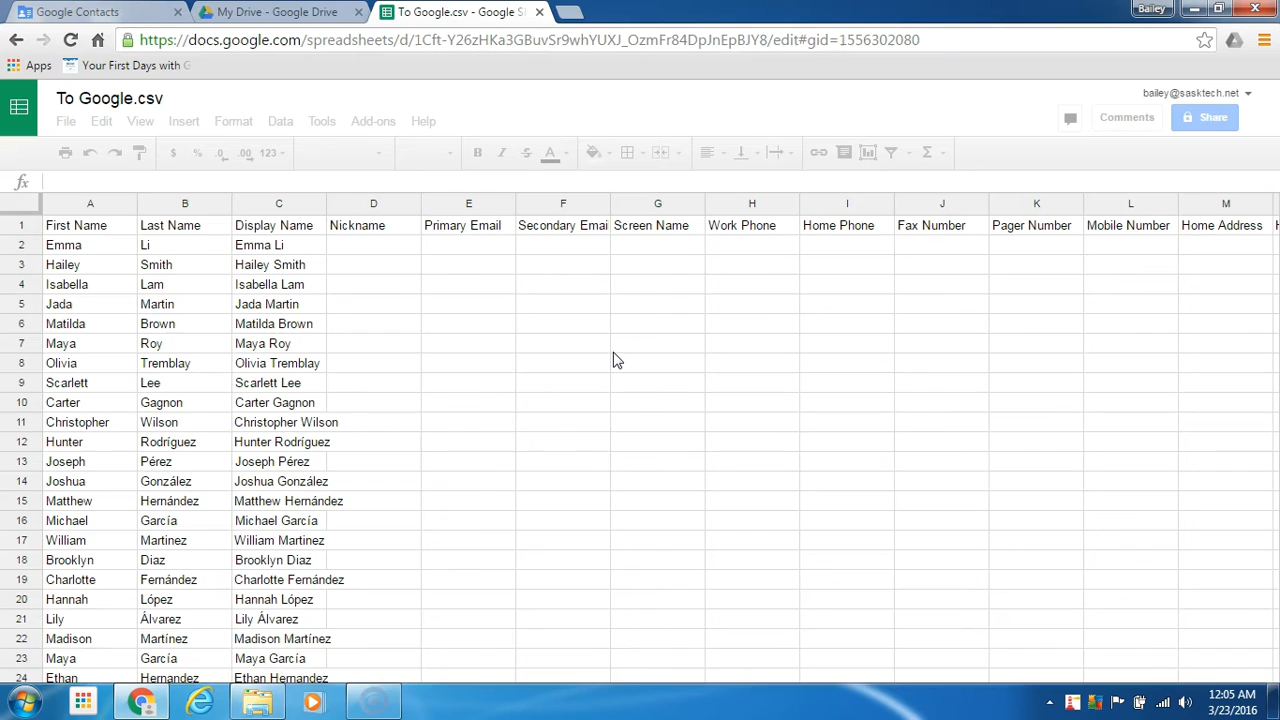 Google Contacts My Drive - Google Drive To Google.csv - Google S Bailey
https://docs.google.com/spreadsheets/d/1Cft-Y26zHKa3GBuvSr9whYUXJ_OzmFr84DpJnEpBJY8/edit#gid=1556302080
Apps Your First Days with G
To Google.csv
bailey@sasktech.net
File Edit View Insert Format Data Tools Add-ons Help
Comments Share
$ % .0 .00 123 B I S A Σ
fx
A B C D E F G H I J K L M
1 First Name Last Name Display Name Nickname Primary Email Secondary Emai Screen Name Work Phone Home Phone Fax Number Pager Number Mobile Number Home Address
2 Emma Li Emma Li
3 Hailey Smith Hailey Smith
4 Isabella Lam Isabella Lam
5 Jada Martin Jada Martin
6 Matilda Brown Matilda Brown
7 Maya Roy Maya Roy
8 Olivia Tremblay Olivia Tremblay
9 Scarlett Lee Scarlett Lee
10 Carter Gagnon Carter Gagnon
11 Christopher Wilson Christopher Wilson
12 Hunter Rodríguez Hunter Rodríguez
13 Joseph Pérez Joseph Pérez
14 Joshua González Joshua González
15 Matthew Hernández Matthew Hernández
16 Michael García Michael García
17 William Martinez William Martinez
18 Brooklyn Diaz Brooklyn Diaz
19 Charlotte Fernández Charlotte Fernández
20 Hannah López Hannah López
21 Lily Álvarez Lily Álvarez
22 Madison Martínez Madison Martínez
23 Maya García Maya García
24 Ethan Hernandez Ethan Hernandez
12:05 AM
3/23/2016